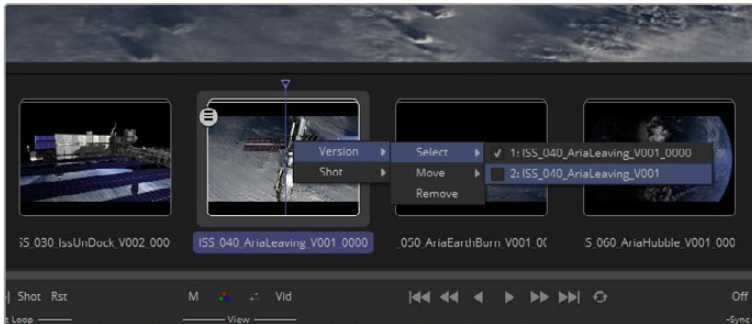 Version
Select
✓ 1: ISS_040_AriaLeaving_V001_0000
Shot
Move
2: ISS_040_AriaLeaving_V001
Remove
iS_030_IssUnDock_V002_000
ISS_040_AriaLeaving_V001_0000
_050_AriaEarthBurn_V001_0(
S_060_AriaHubble_V001_000
Shot Rst
M
Vid
Off
t Loop
View
-Sync